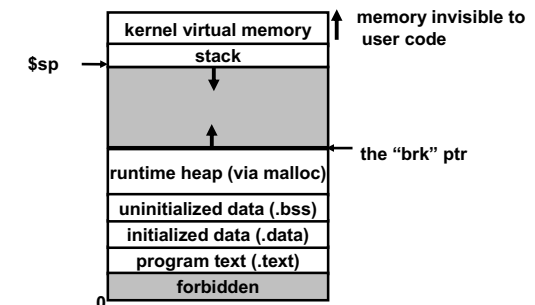 kernel virtual memory
memory invisible to
user code
stack
$sp
the “brk” ptr
runtime heap (via malloc)
uninitialized data (.bss)
initialized data (.data)
program text (.text)
forbidden
0